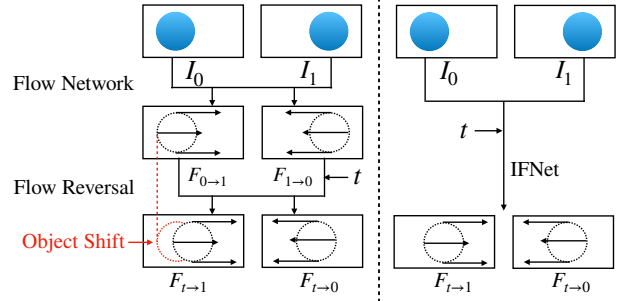 I₀ I₁
Flow Network
F₀→₁ F₁→₀ t
Flow Reversal
Object Shift
Fₜ→₁ Fₜ→₀
I₀ I₁
t
IFNet
Fₜ→₁ Fₜ→₀